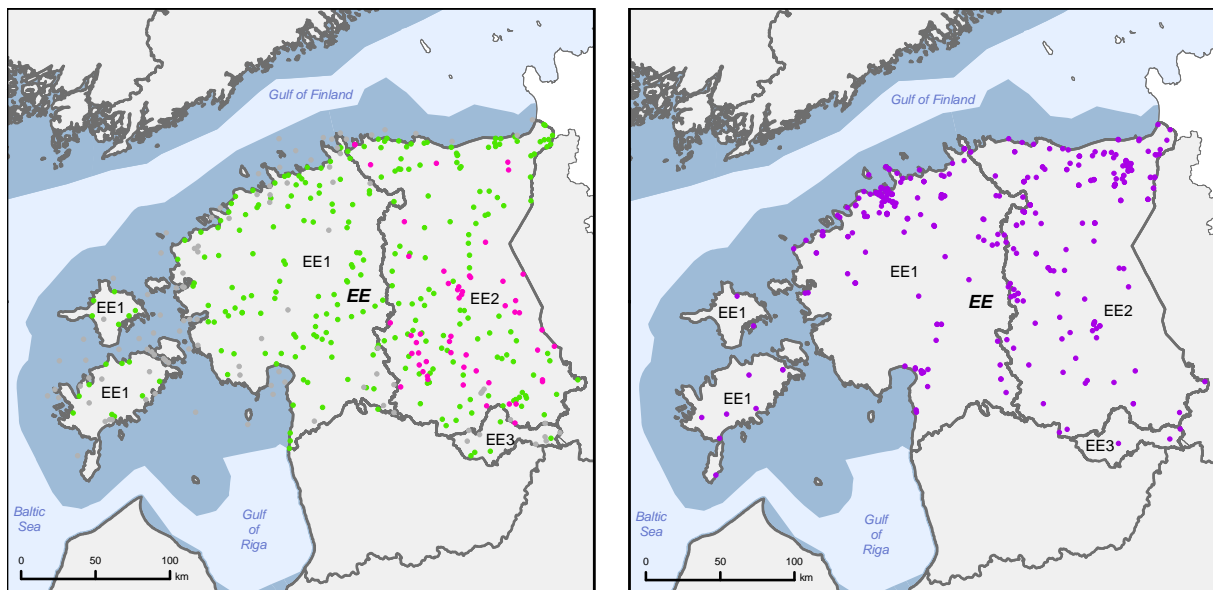 Gulf of Finland
EE1
EE
EE1
EE2
EE1
EE3
Baltic
Sea
Gulf
of
Riga
0 50 100
km
Gulf of Finland
EE1
EE
EE1
EE2
EE1
EE3
Baltic
Sea
Gulf
of
Riga
0 50 100
km